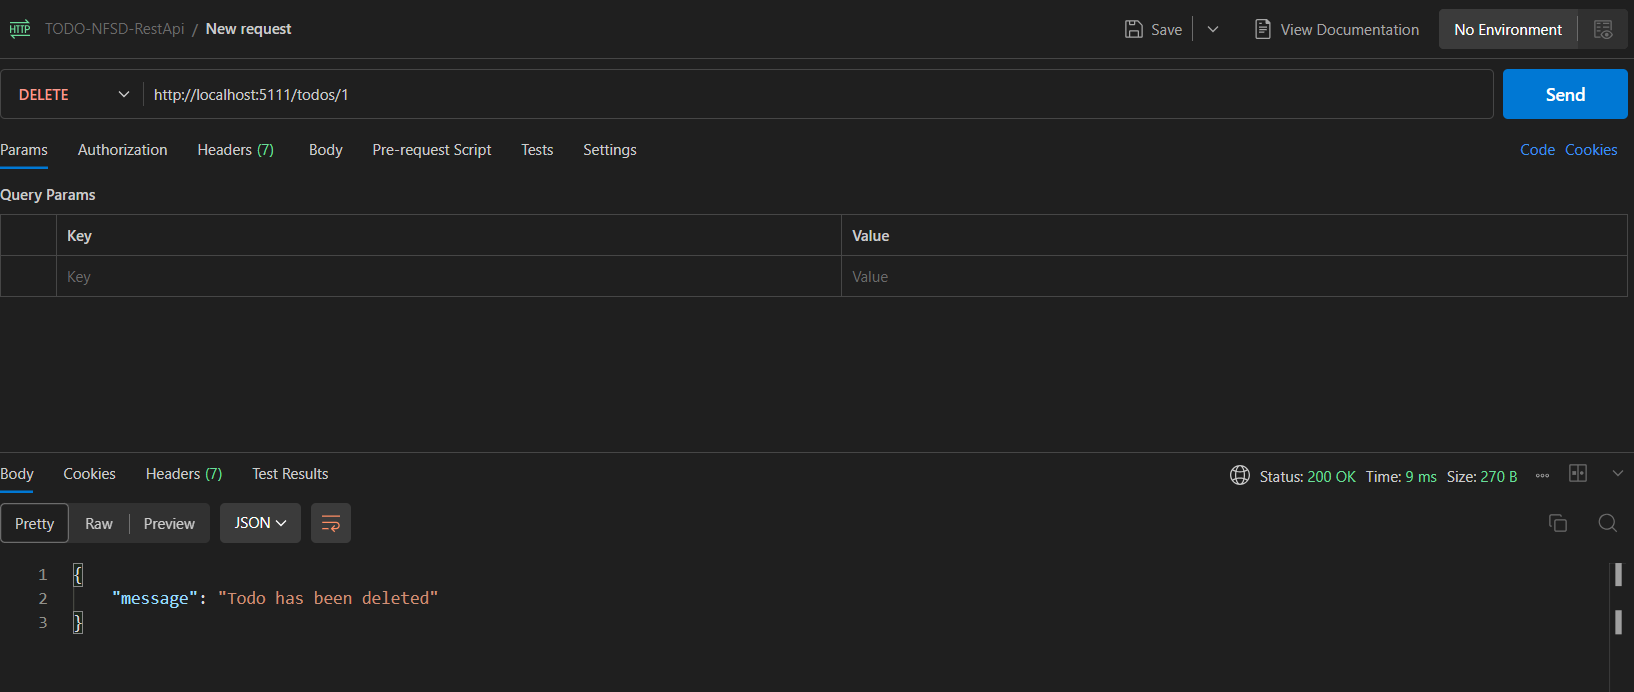 HTTP TODO-NFSD-RestApi / New request Save View Documentation No Environment
DELETE http://localhost:5111/todos/1 Send
Params Authorization Headers (7) Body Pre-request Script Tests Settings Code Cookies
Query Params
Key Value
Key Value
Body Cookies Headers (7) Test Results Status: 200 OK Time: 9 ms Size: 270 B
Pretty Raw Preview JSON
1 {
2 "message": "Todo has been deleted"
3 }